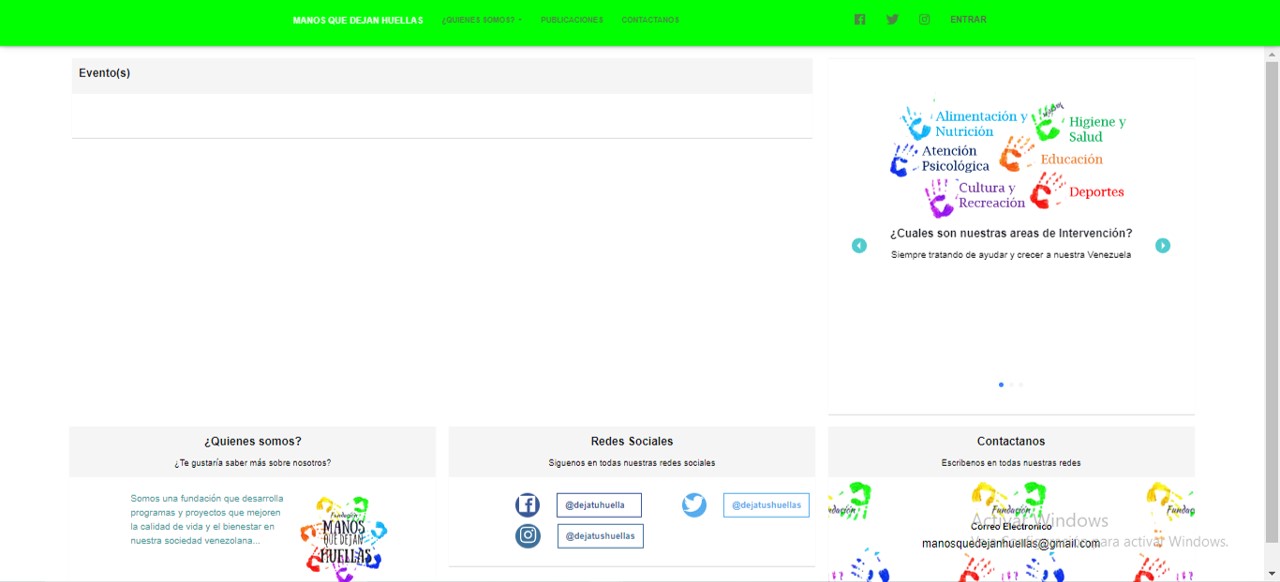 MANOS QUE DEJAN HUELLAS ¿QUIENES SOMOS? PUBLICACIONES CONTACTANOS ENTRAR
Evento(s)
Alimentación y
Nutrición
Higiene y
Salud
Atención
Psicológica
Educación
Cultura y
Recreación
Deportes
¿Cuales son nuestras areas de Intervención?
Siempre tratando de ayudar y crecer a nuestra Venezuela
¿Quienes somos?
¿Te gustaría saber más sobre nosotros?
Somos una fundación que desarrolla
programas y proyectos que mejoren
la calidad de vida y el bienestar en
nuestra sociedad venezolana...
Fundación
MANOS
QUE DEJAN
HUELLAS
Redes Sociales
Siguenos en todas nuestras redes sociales
@dejatuhuella
@dejatushuellas
@dejatushuellas
Contactanos
Escribenos en todas nuestras redes
Fundación
Correo Electronico
manosquedejanhuellas@gmail.com
Activar Windows
para activar Windows.